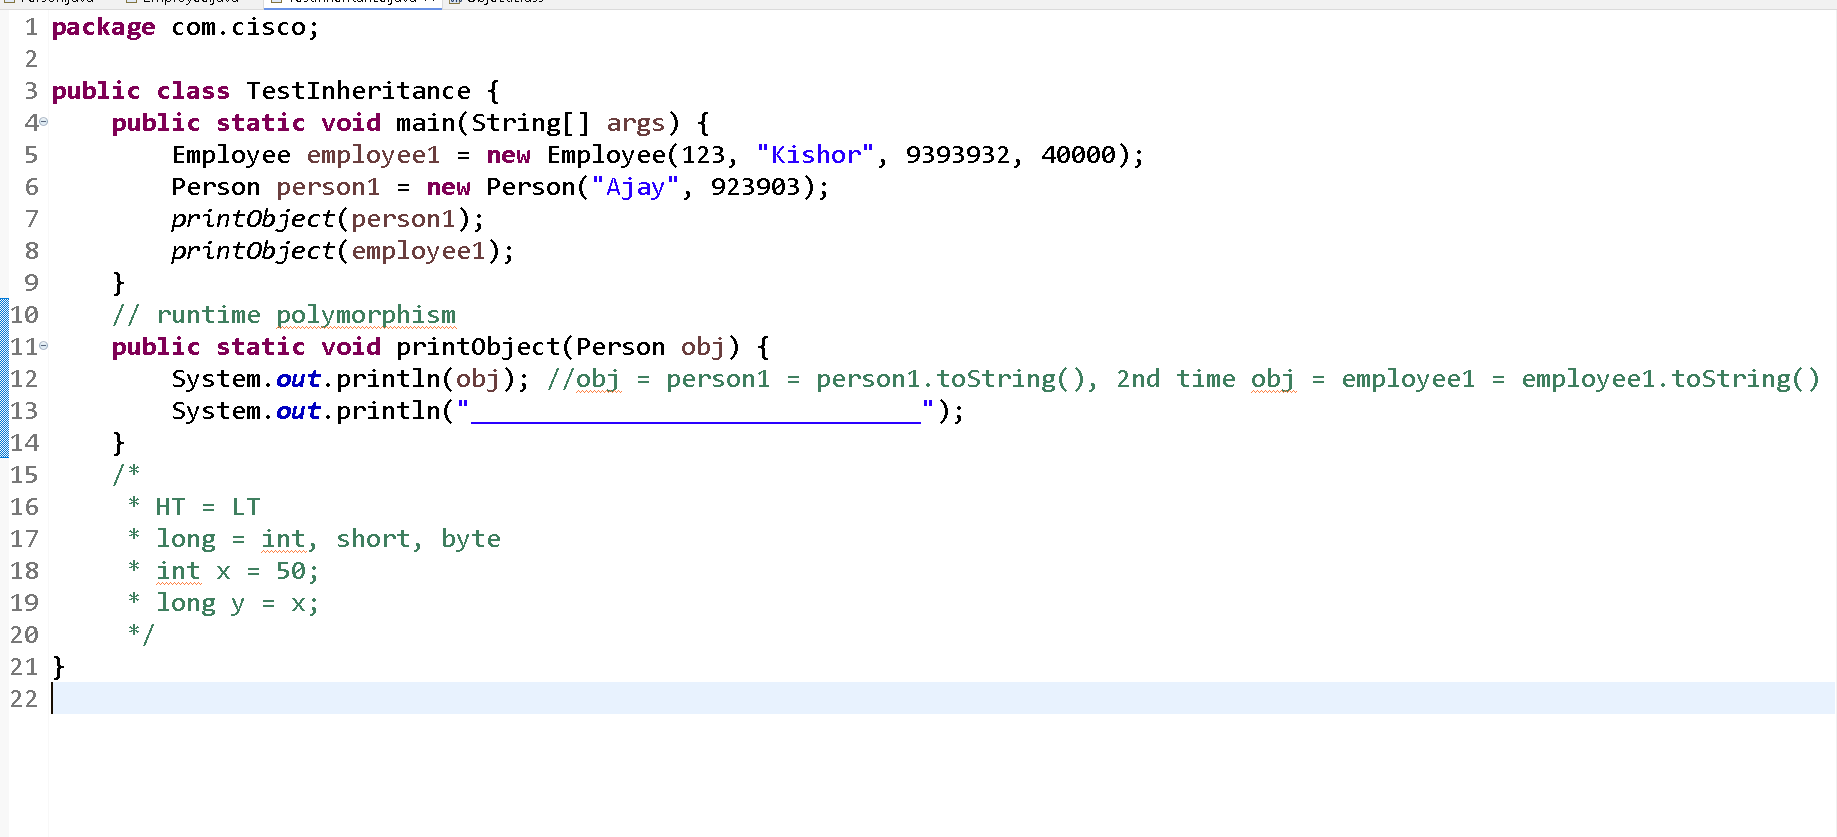 1 package com.cisco;
2
3 public class TestInheritance {
4 public static void main(String[] args) {
5 Employee employee1 = new Employee(123, "Kishor", 9393932, 40000);
6 Person person1 = new Person("Ajay", 923903);
7 printObject(person1);
8 printObject(employee1);
9 }
10 // runtime polymorphism
11 public static void printObject(Person obj) {
12 System.out.println(obj); //obj = person1 = person1.toString(), 2nd time obj = employee1 = employee1.toString()
13 System.out.println("______________________________");
14 }
15 /*
16 * HT = LT
17 * long = int, short, byte
18 * int x = 50;
19 * long y = x;
20 */
21 }
22